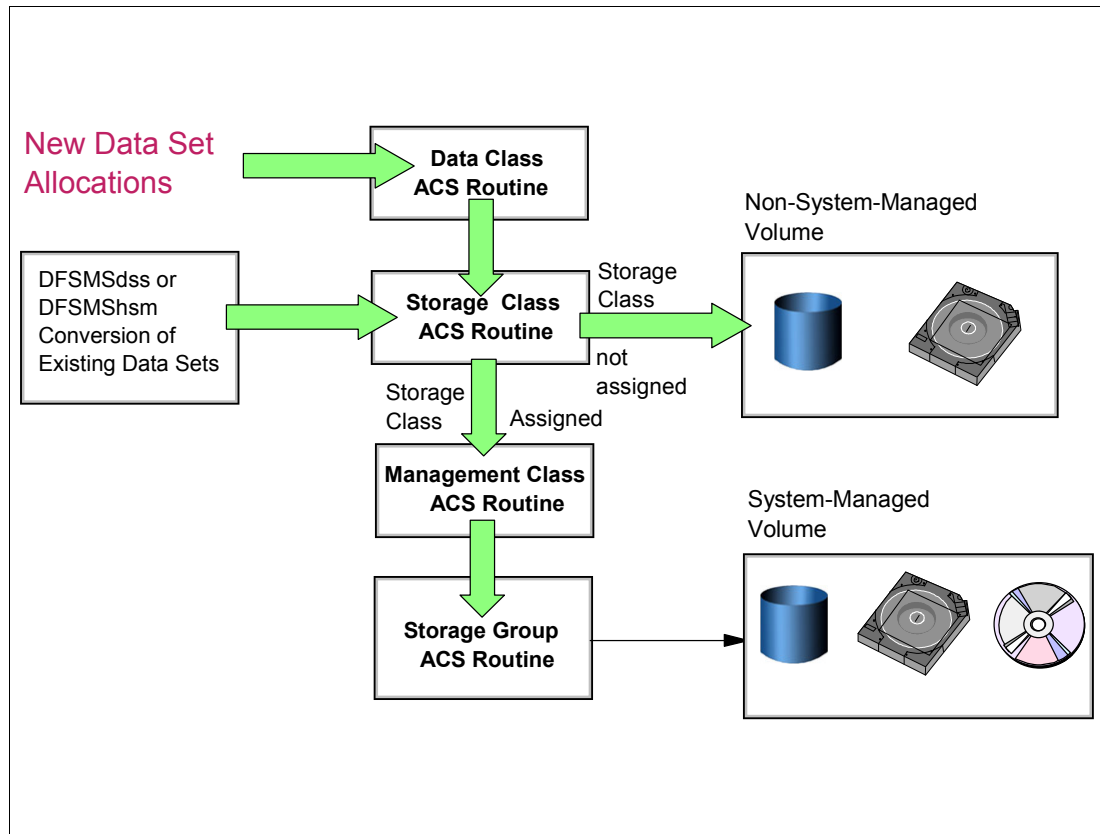 New Data Set
Allocations
Data Class
ACS Routine
DFSMSdss or
DFSMShsm
Conversion of
Existing Data Sets
Storage Class
ACS Routine
Storage
Class
not
assigned
Non-System-Managed
Volume
Storage
Class
Assigned
Management Class
ACS Routine
Storage Group
ACS Routine
System-Managed
Volume